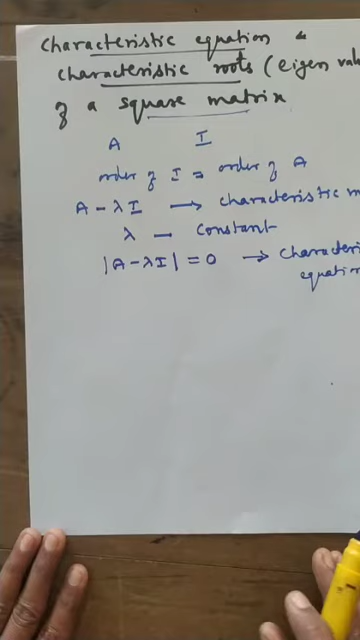 Characteristic equation &
characteristic roots (eigen val
of a square matrix
A I
order of I = order of A
A - λI → characteristic m
λ — Constant
|A - λI| = 0 → Characteri
equation